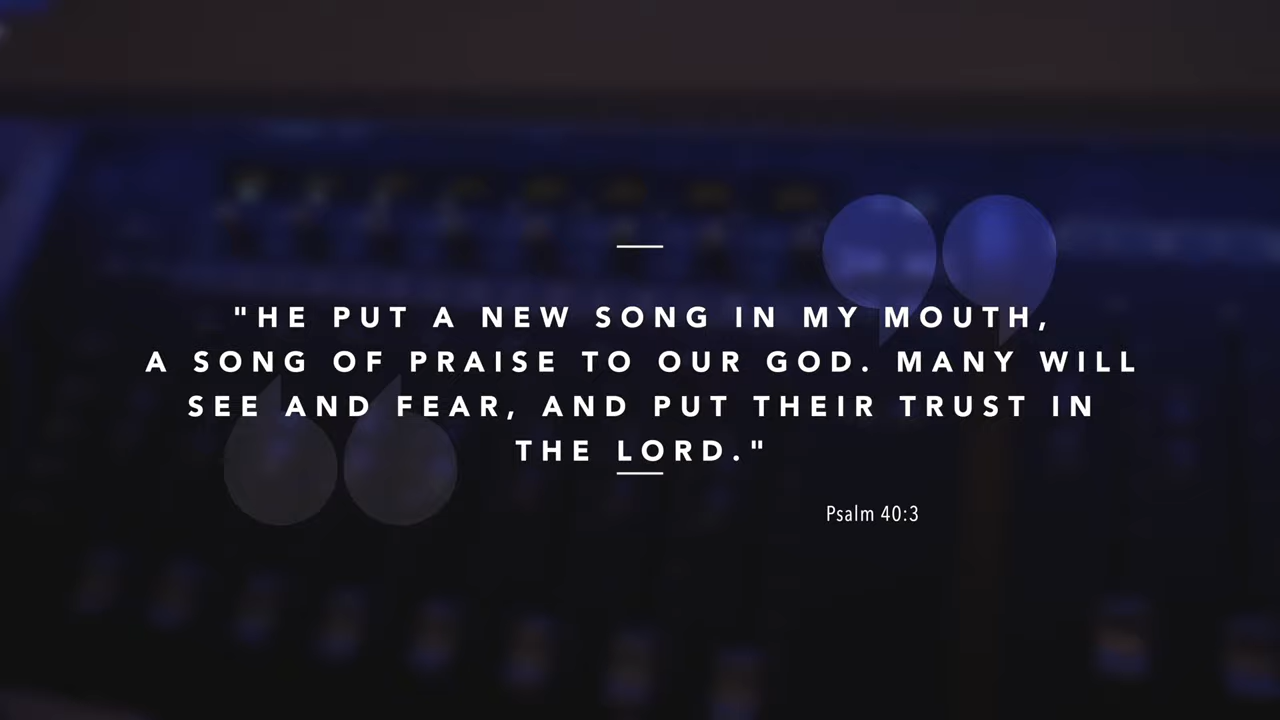 "HE PUT A NEW SONG IN MY MOUTH,
A SONG OF PRAISE TO OUR GOD. MANY WILL
SEE AND FEAR, AND PUT THEIR TRUST IN
THE LORD."
Psalm 40:3